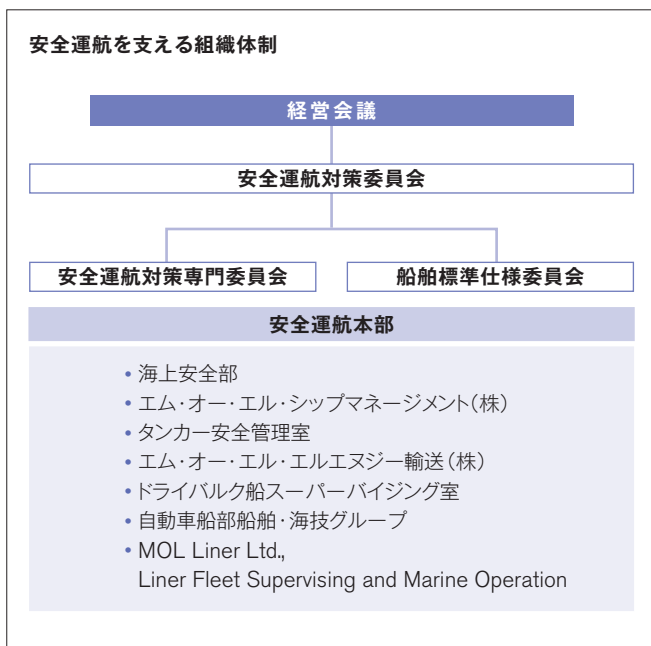 安全運航を支える組織体制
経営会議
安全運航対策委員会
安全運航対策専門委員会
船舶標準仕様委員会
安全運航本部
• 海上安全部
• エム・オー・エル・シップマネージメント(株)
• タンカー安全管理室
• エム・オー・エル・エルエヌジー輸送(株)
• ドライバルク船スーパーバイジング室
• 自動車船部船舶・海技グループ
• MOL Liner Ltd.,
Liner Fleet Supervising and Marine Operation